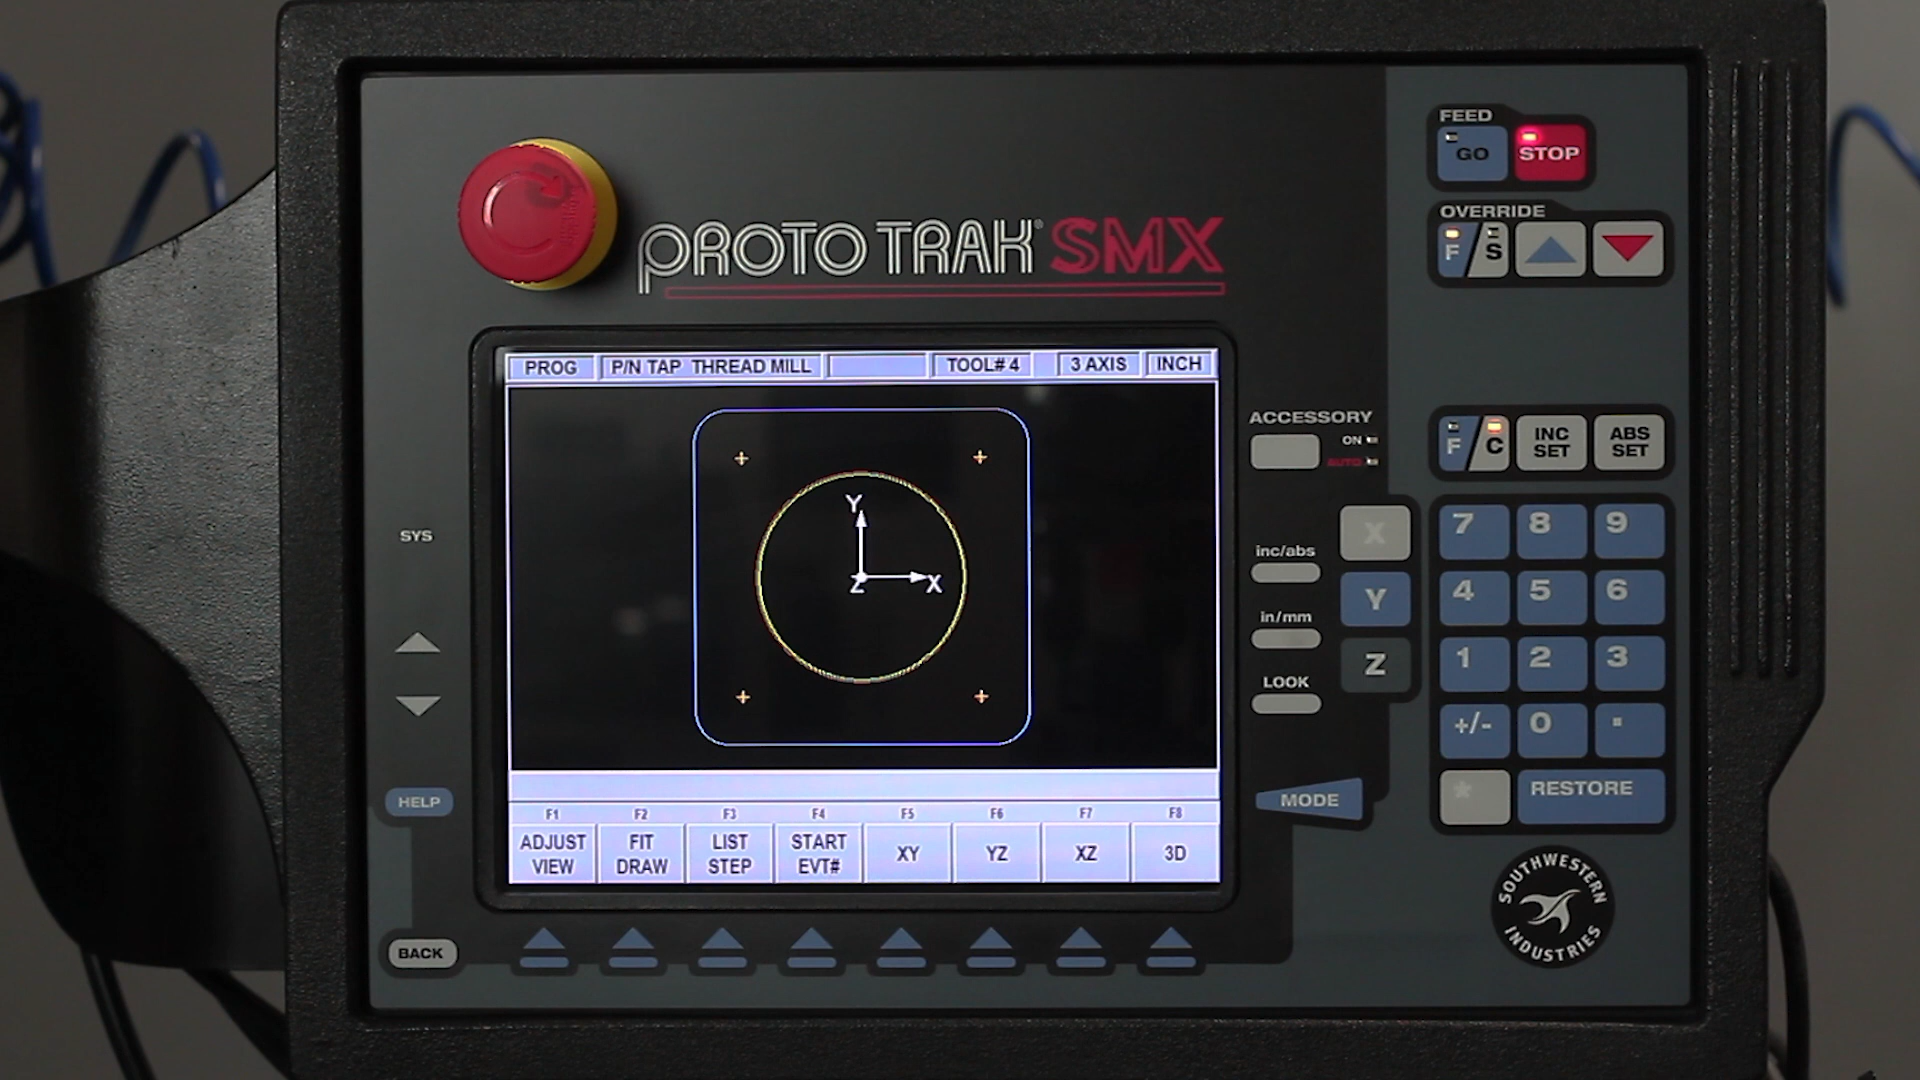 FEED
GO STOP
OVERRIDE
F/S
PROTO TRAK® SMX
PROG P/N TAP THREAD MILL TOOL# 4 3 AXIS INCH
Y
X
Z
ACCESSORY
ON
AUTO
F/C INC SET ABS SET
SYS
inc/abs
in/mm
LOOK
X
Y
Z
7 8 9
4 5 6
1 2 3
+/- 0 .
* RESTORE
HELP
MODE
F1 F2 F3 F4 F5 F6 F7 F8
ADJUST VIEW FIT DRAW LIST STEP START EVT# XY YZ XZ 3D
BACK
SOUTHWESTERN INDUSTRIES